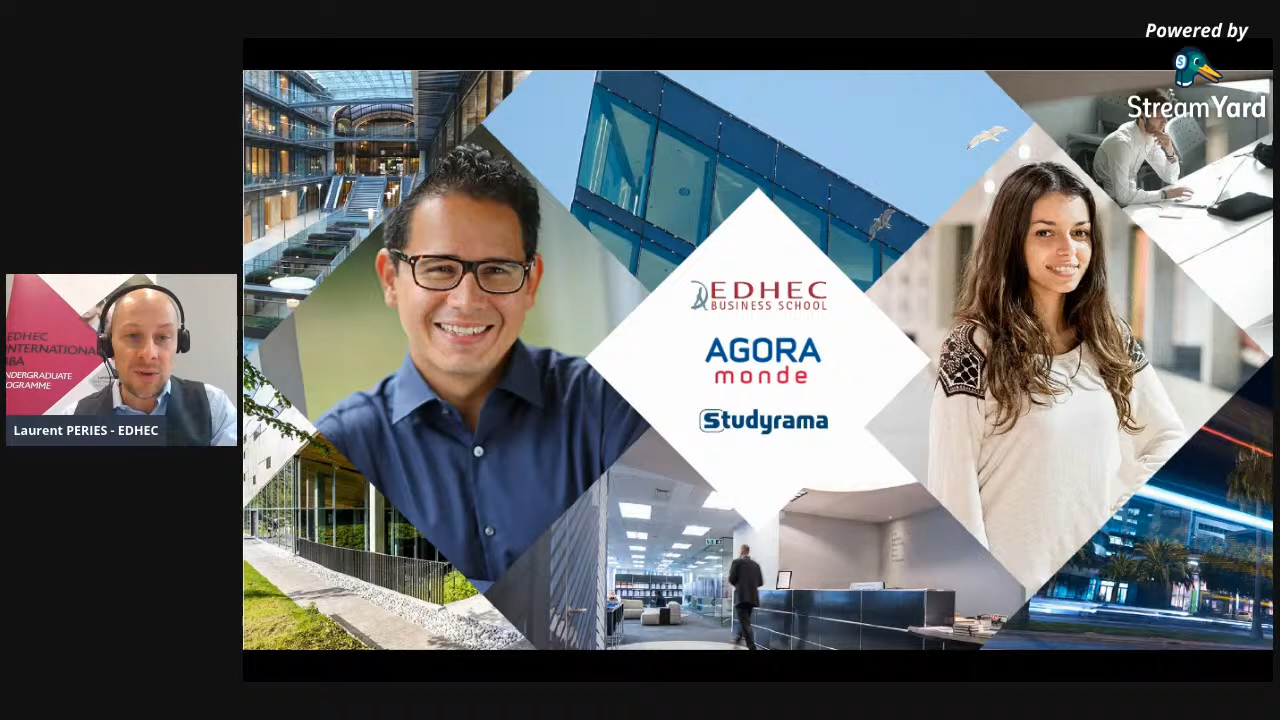 Powered by
StreamYard
EDHEC
BUSINESS SCHOOL
AGORA
monde
Studyrama
EDHEC
INTERNATIONAL
BBA
UNDERGRADUATE
PROGRAMME
Laurent PERIES - EDHEC